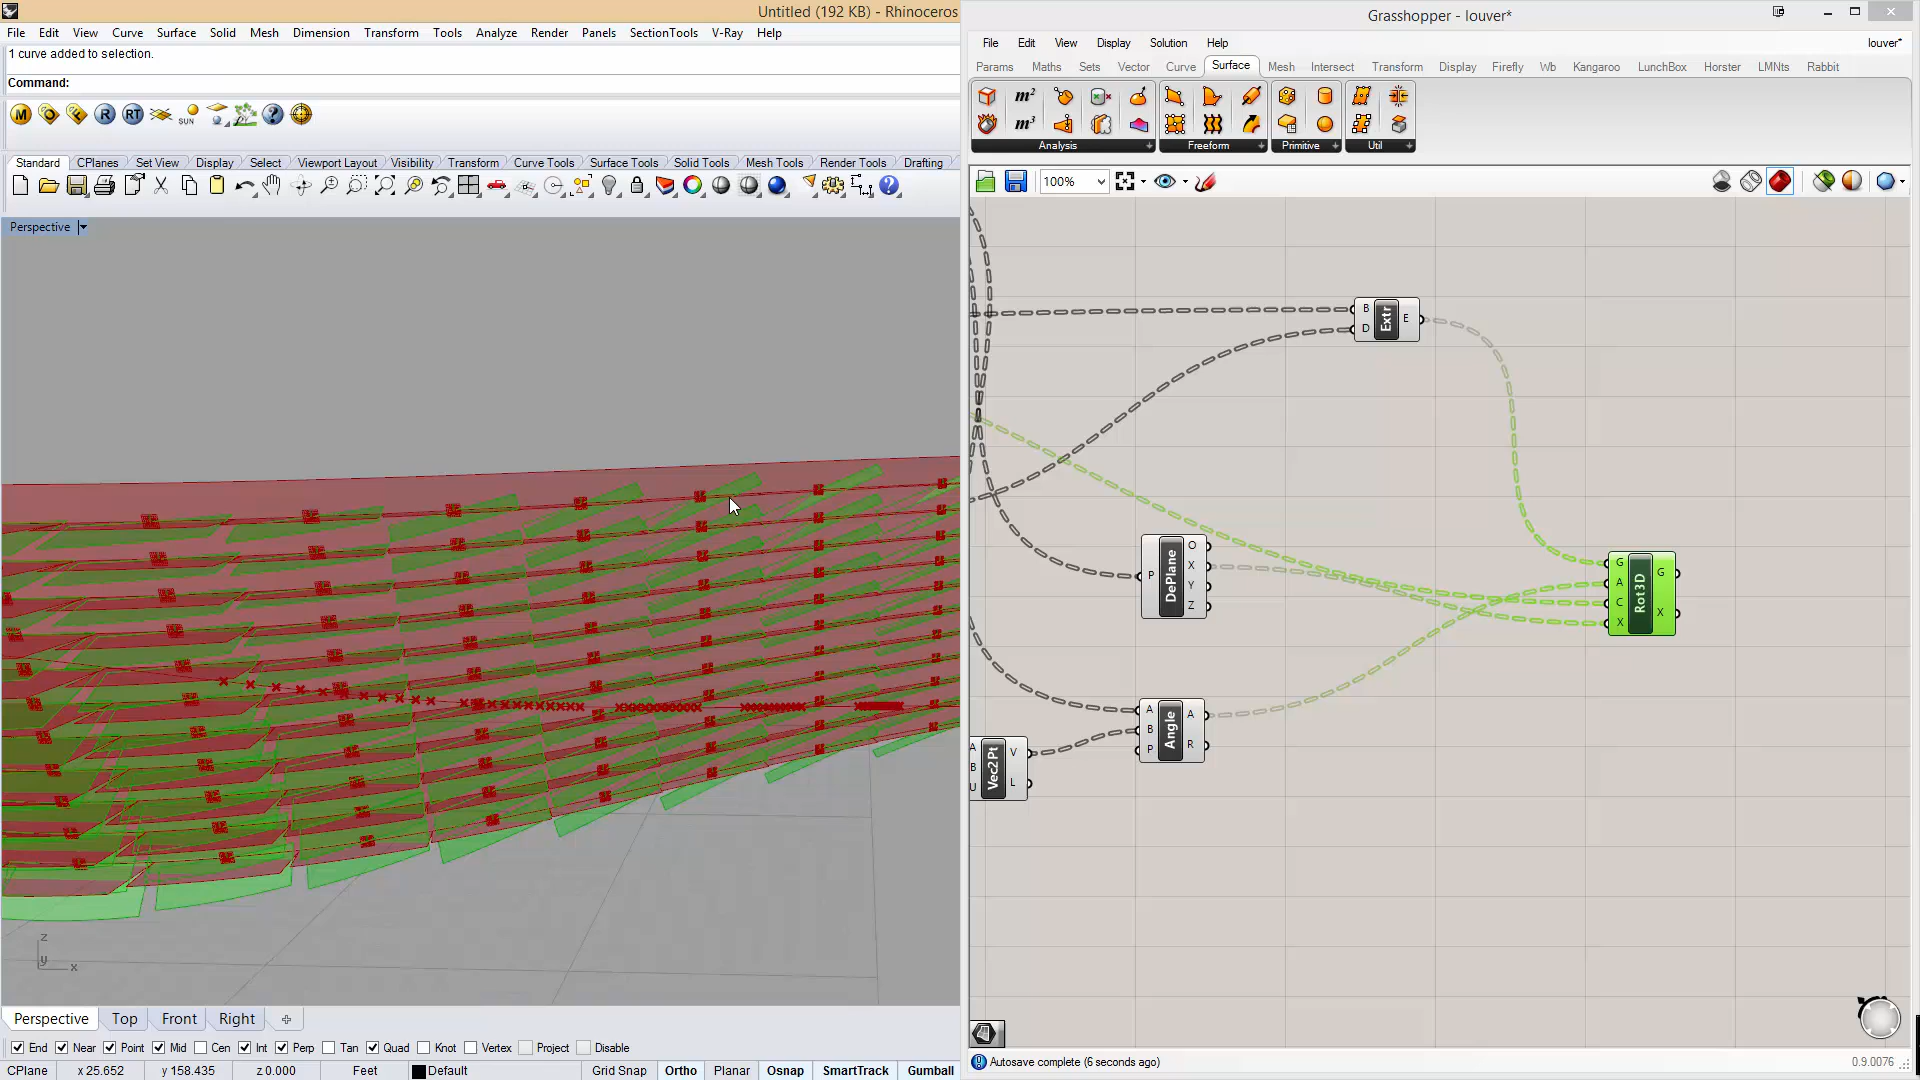 Untitled (192 KB) - Rhinoceros
File Edit View Curve Surface Solid Mesh Dimension Transform Tools Analyze Render Panels SectionTools V-Ray Help
1 curve added to selection.
Command:
M R RT SUN
Standard CPlanes Set View Display Select Viewport Layout Visibility Transform Curve Tools Surface Tools Solid Tools Mesh Tools Render Tools Drafting
Perspective
z
y
x
Perspective Top Front Right
End Near Point Mid Cen Int Perp Tan Quad Knot Vertex Project Disable
CPlane x 25.652 y 158.435 z 0.000 Feet Default Grid Snap Ortho Planar Osnap SmartTrack Gumball
Grasshopper - louver*
File Edit View Display Solution Help louver*
Params Maths Sets Vector Curve Surface Mesh Intersect Transform Display Firefly Wb Kangaroo LunchBox Horster LMNts Rabbit
m²
m³
Analysis Freeform Primitive Util
100%
B
D
Extr
E
P
DePlane
O
X
Y
Z
G
A
C
X
Rot3D
G
X
A
B
P
Angle
A
R
A
B
U
Vec2Pt
V
L
Autosave complete (6 seconds ago) 0.9.0076